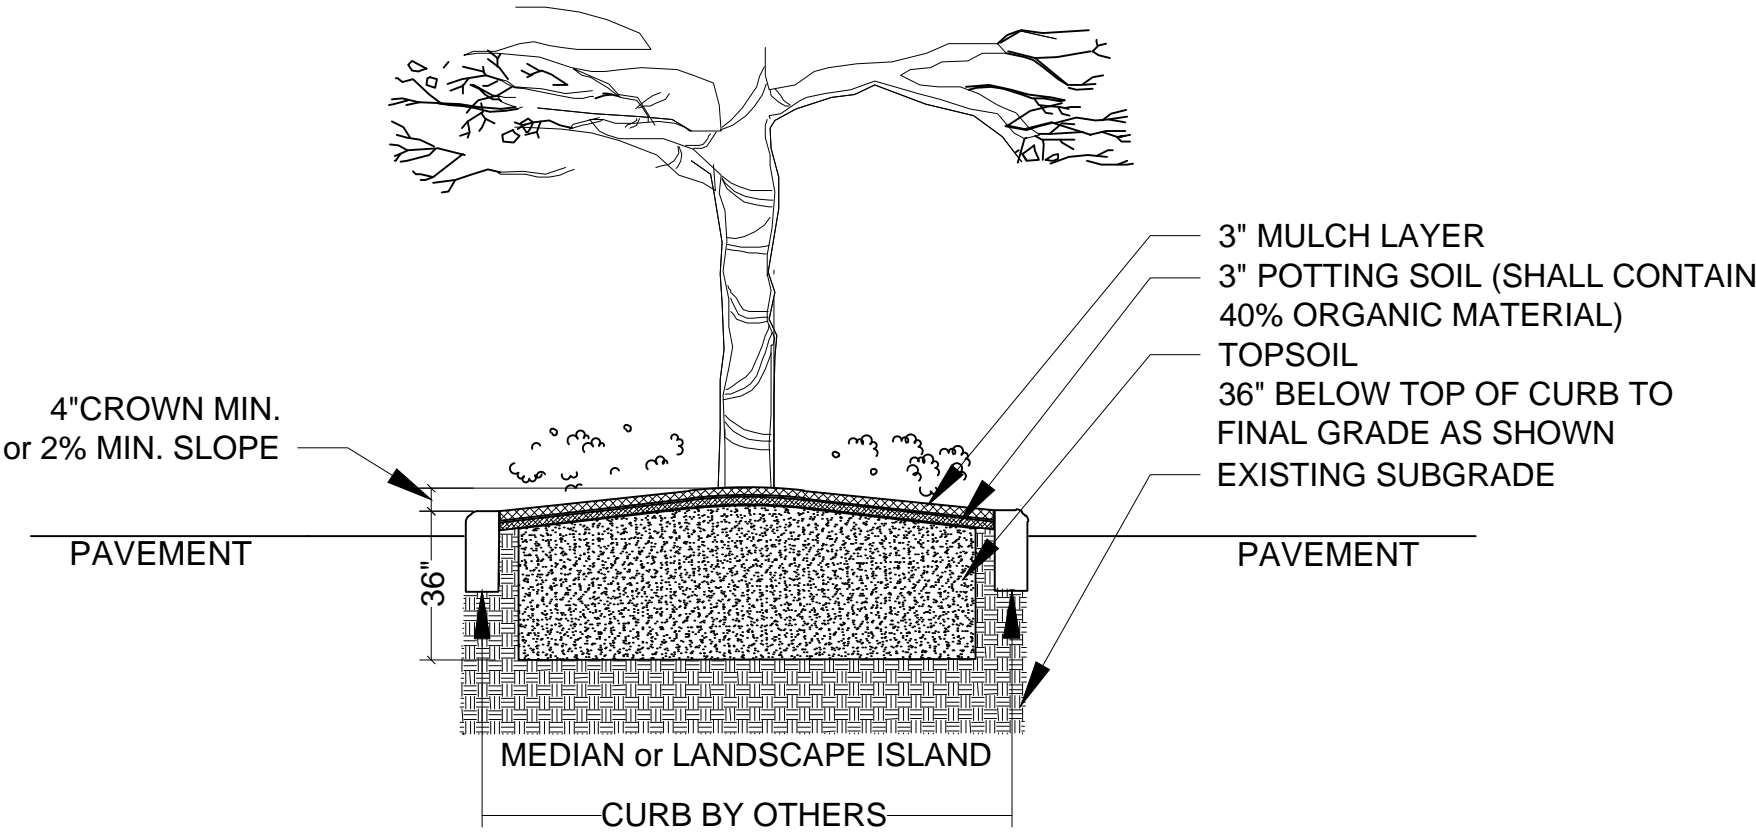 3" MULCH LAYER
3" POTTING SOIL (SHALL CONTAIN
40% ORGANIC MATERIAL)
TOPSOIL
36" BELOW TOP OF CURB TO
FINAL GRADE AS SHOWN
EXISTING SUBGRADE
4"CROWN MIN.
or 2% MIN. SLOPE
PAVEMENT
36"
PAVEMENT
MEDIAN or LANDSCAPE ISLAND
CURB BY OTHERS